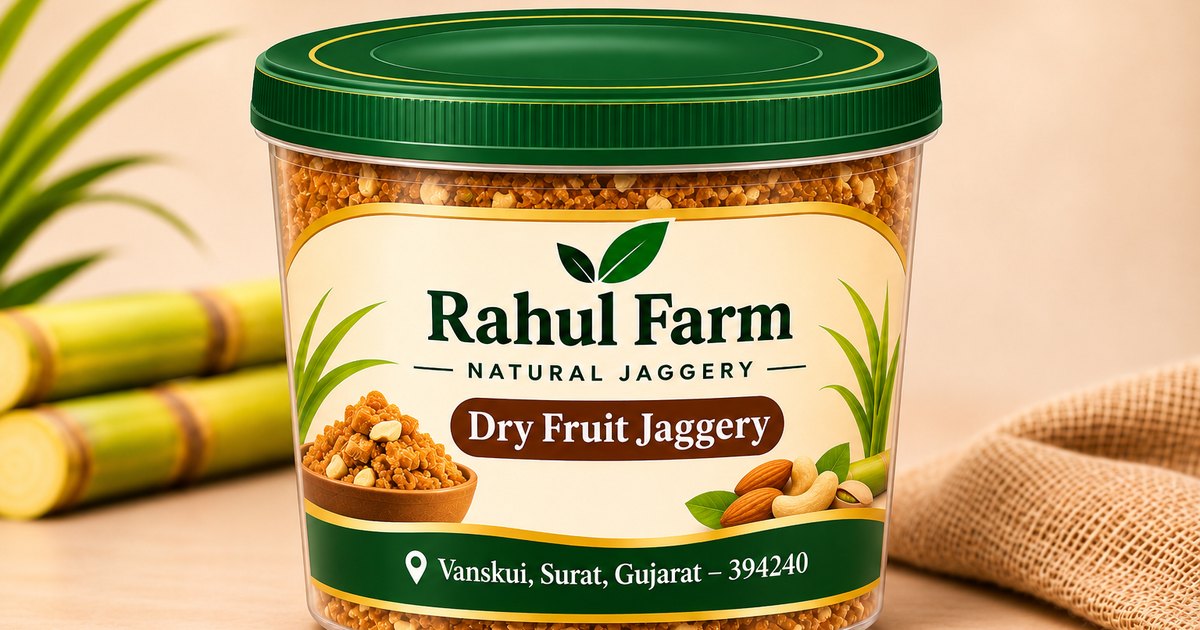 Rahul Farm
NATURAL JAGGERY
Dry Fruit Jaggery
Vanskui, Surat, Gujarat – 394240